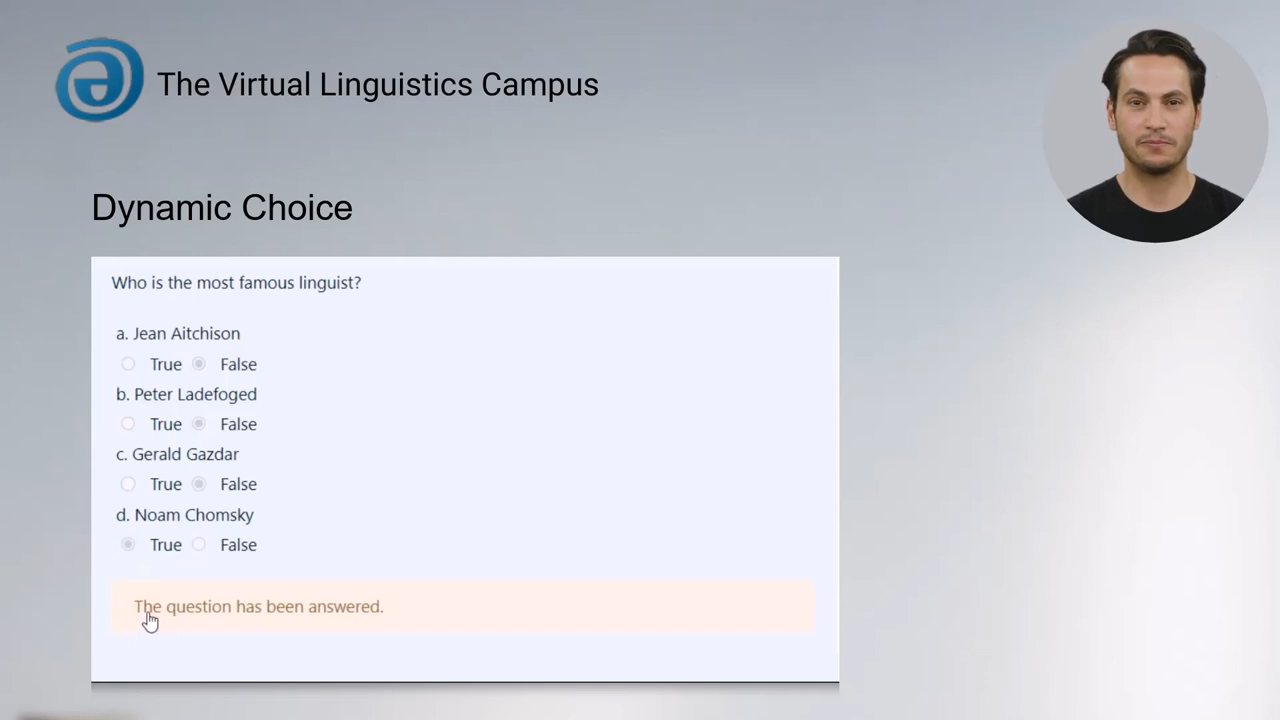 The Virtual Linguistics Campus
Dynamic Choice
Who is the most famous linguist?
a. Jean Aitchison
True False
b. Peter Ladefoged
True False
c. Gerald Gazdar
True False
d. Noam Chomsky
True False
The question has been answered.